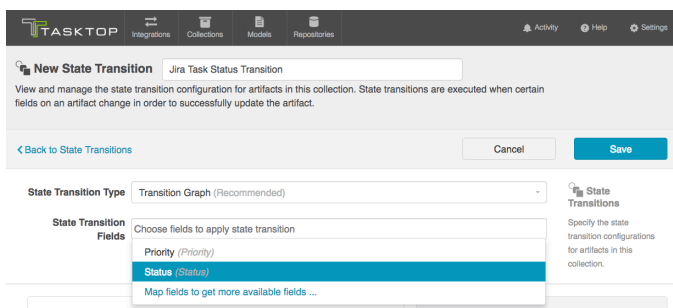 TASKTOP
Integrations
Collections
Models
Repositories
Activity
Help
Settings
New State Transition
Jira Task Status Transition
View and manage the state transition configuration for artifacts in this collection. State transitions are executed when certain
fields on an artifact change in order to successfully update the artifact.
Back to State Transitions
Cancel
Save
State Transition Type
Transition Graph (Recommended)
State Transition
Fields
Choose fields to apply state transition
Priority (Priority)
Status (Status)
Map fields to get more available fields ...
State
Transitions
Specify the state
transition configurations
for artifacts in this
collection.